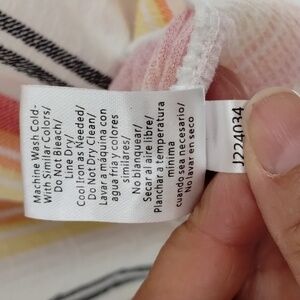 Machine Wash Cold-
With Similar Colors/
Do Not Bleach/
Line Dry/
Cool Iron as Needed/
Do Not Dry Clean/
Lavar a máquina con
agua fría y colores
similares/
No blanquear/
Secar al aire libre/
Planchar a temperatura
mínima
cuando sea necesario/
No lavar en seco
J224034